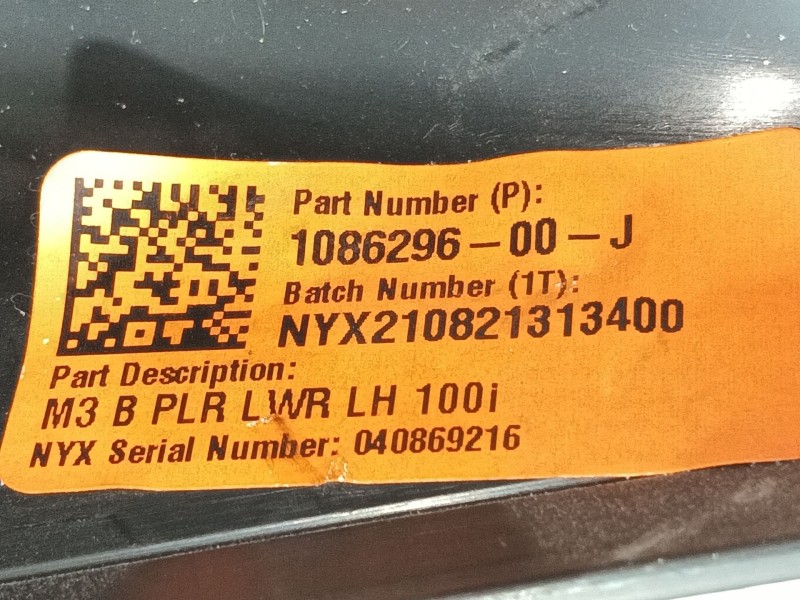 Part Number (P):
1086296-00-J
Batch Number (1T):
NYX210821313400
Part Description:
M3 B PLR LWR LH 100i
NYX Serial Number: 040869216